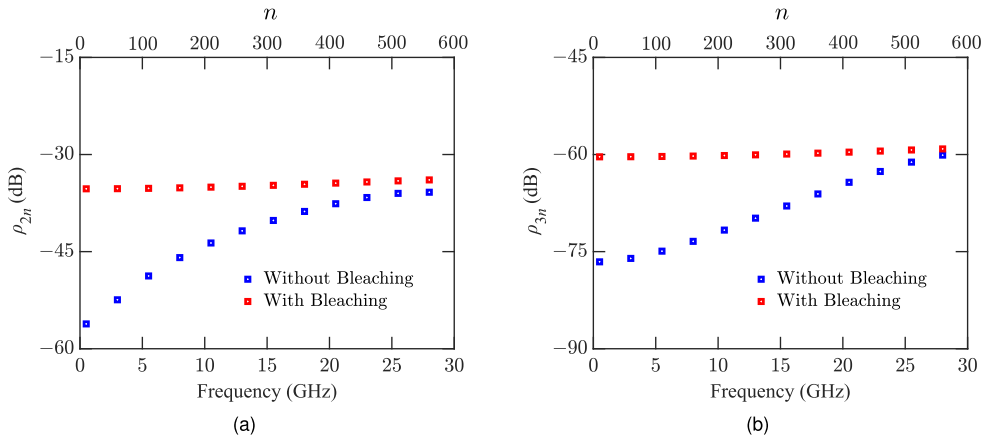 (a)
n
0 100 200 300 400 500 600
−15
−30
−45
−60
ρ2n (dB)
Without Bleaching
With Bleaching
0 5 10 15 20 25 30
Frequency (GHz)
(b)
n
0 100 200 300 400 500 600
−45
−60
−75
−90
ρ3n (dB)
Without Bleaching
With Bleaching
0 5 10 15 20 25 30
Frequency (GHz)